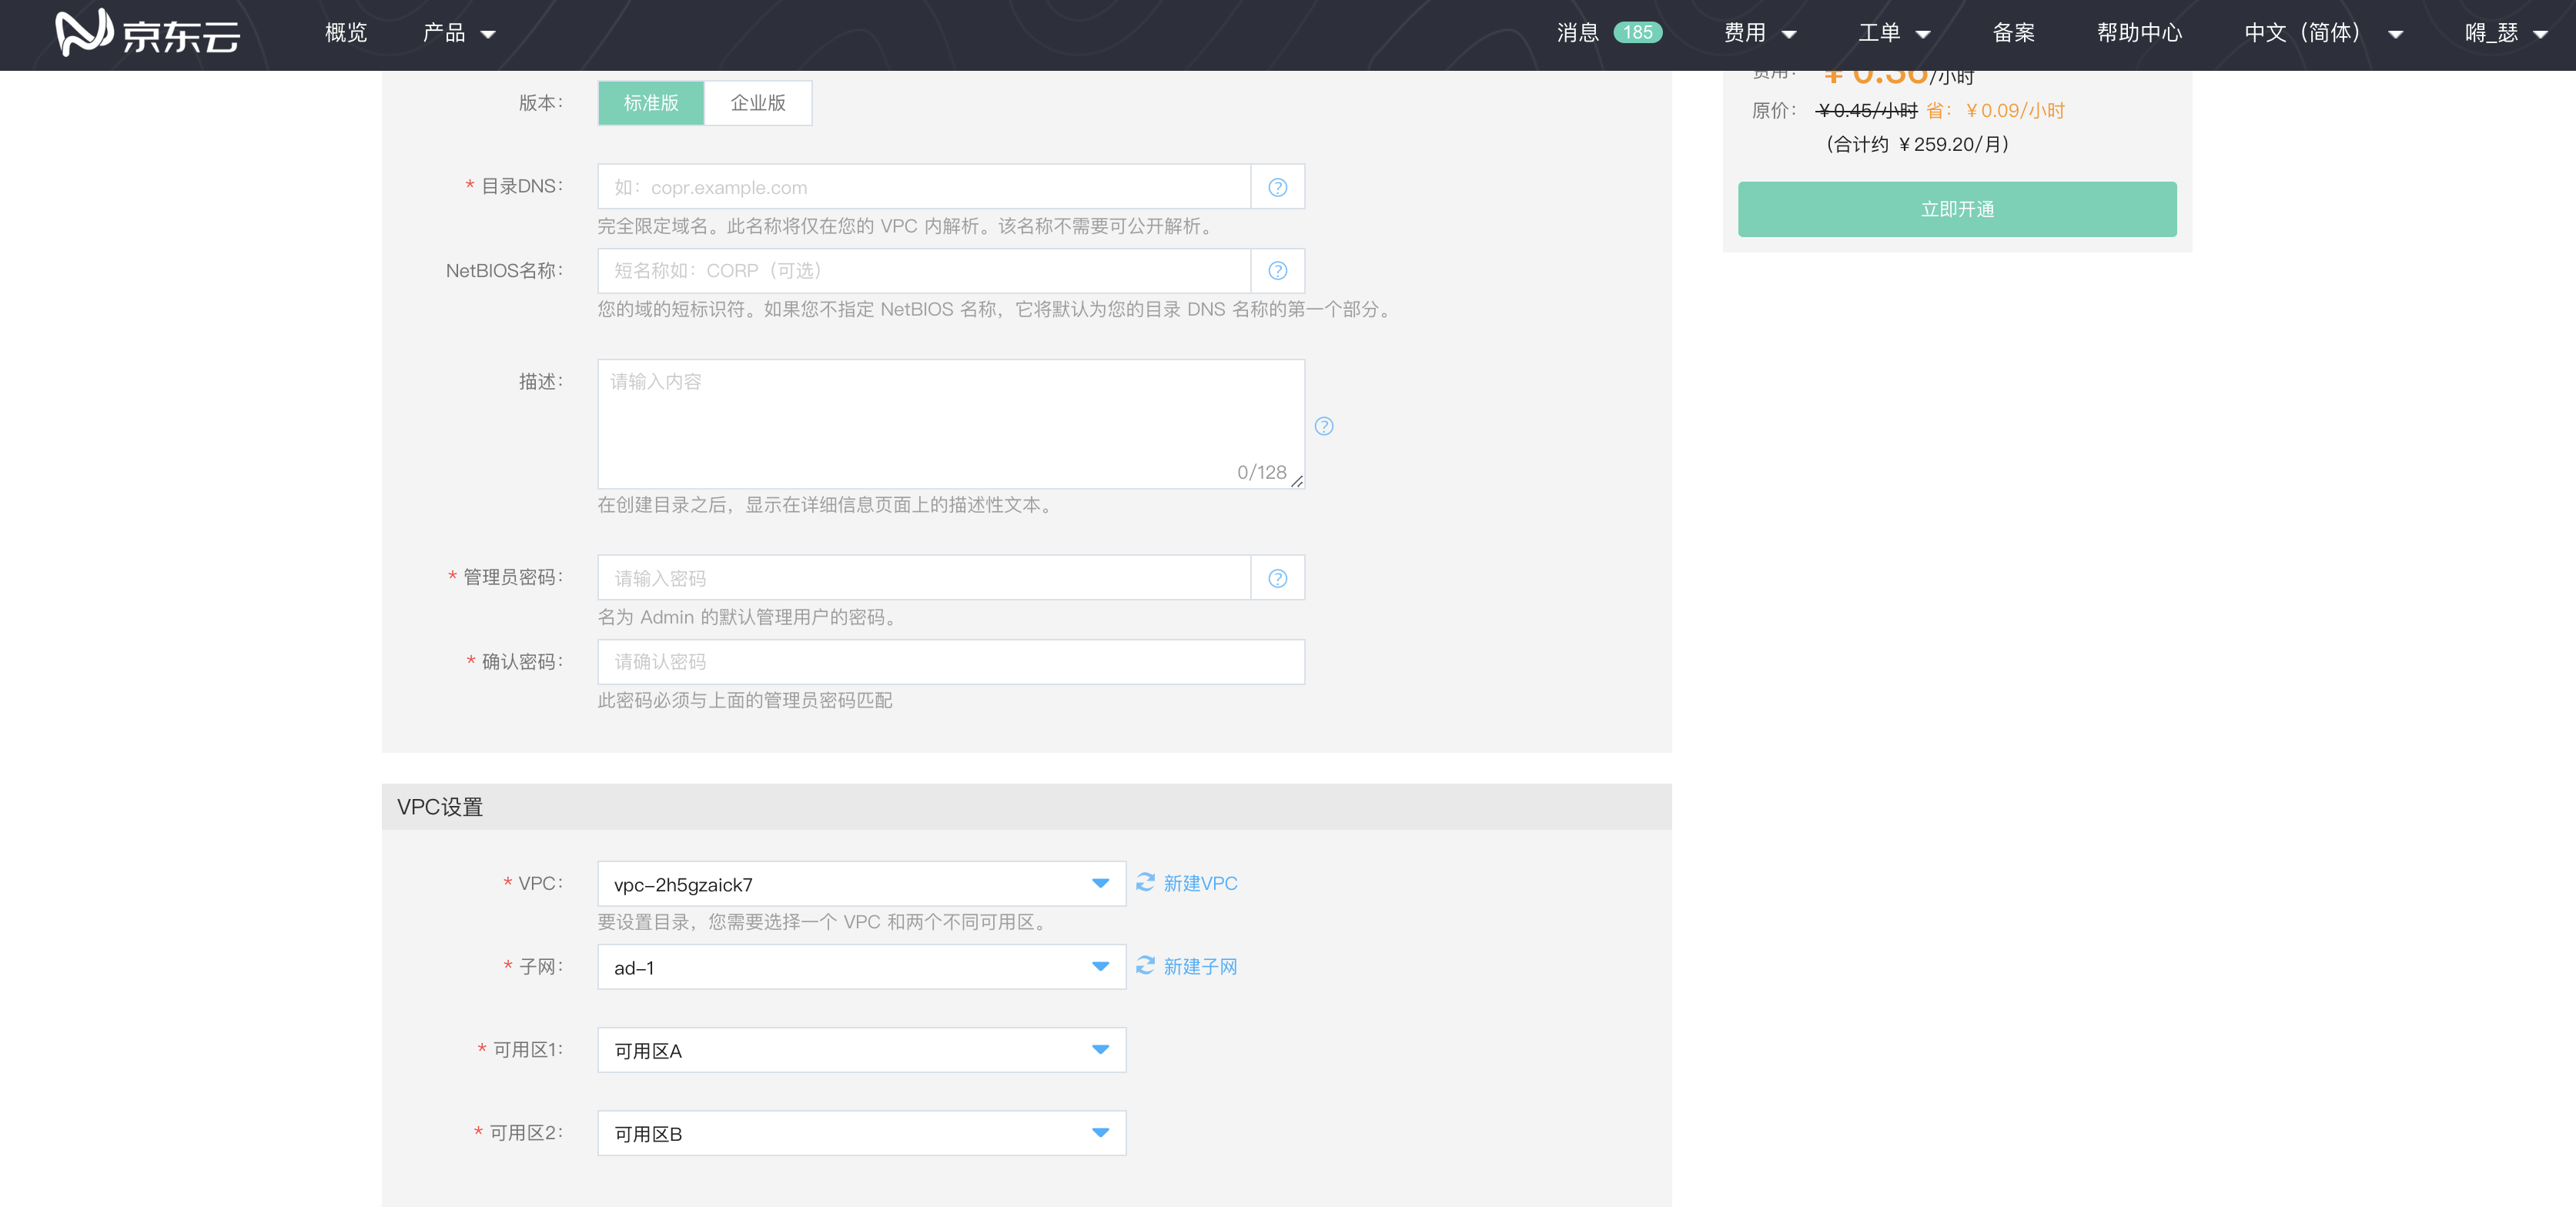 京东云 概览 产品 消息 185 费用 工单 备案 帮助中心 中文（简体） 嘚_瑟
费用： ￥0.36/小时
版本： 标准版 企业版
原价： ￥0.45/小时 省：￥0.09/小时
（合计约 ￥259.20/月）
* 目录DNS： 如：copr.example.com
立即开通
完全限定域名。此名称将仅在您的 VPC 内解析。该名称不需要可公开解析。
NetBIOS名称： 短名称如：CORP（可选）
您的域的短标识符。如果您不指定 NetBIOS 名称，它将默认为您的目录 DNS 名称的第一个部分。
描述： 请输入内容
0/128
在创建目录之后，显示在详细信息页面上的描述性文本。
* 管理员密码： 请输入密码
名为 Admin 的默认管理用户的密码。
* 确认密码： 请确认密码
此密码必须与上面的管理员密码匹配
VPC设置
* VPC： vpc-2h5gzaick7 新建VPC
要设置目录，您需要选择一个 VPC 和两个不同可用区。
* 子网： ad-1 新建子网
* 可用区1： 可用区A
* 可用区2： 可用区B